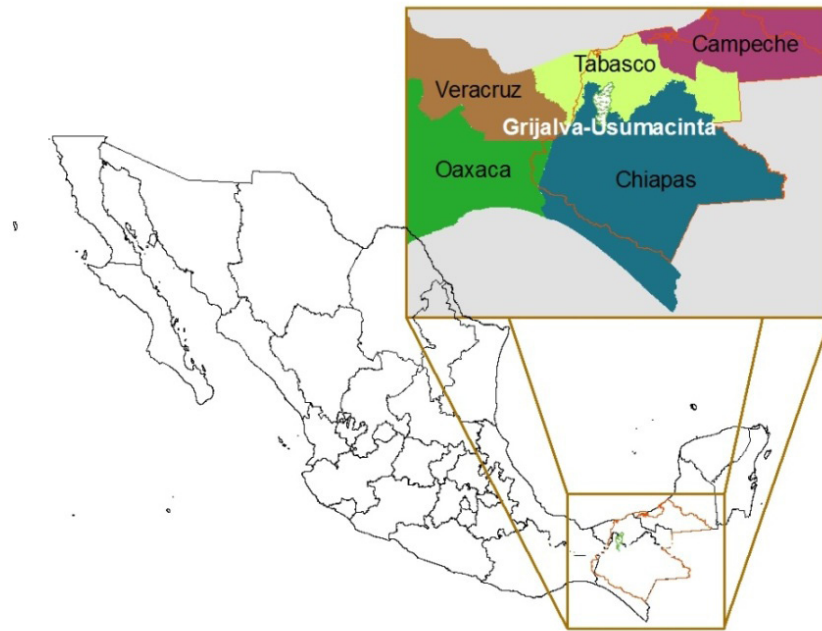 Campeche
Tabasco
Veracruz
Grijalva-Usumacinta
Oaxaca
Chiapas